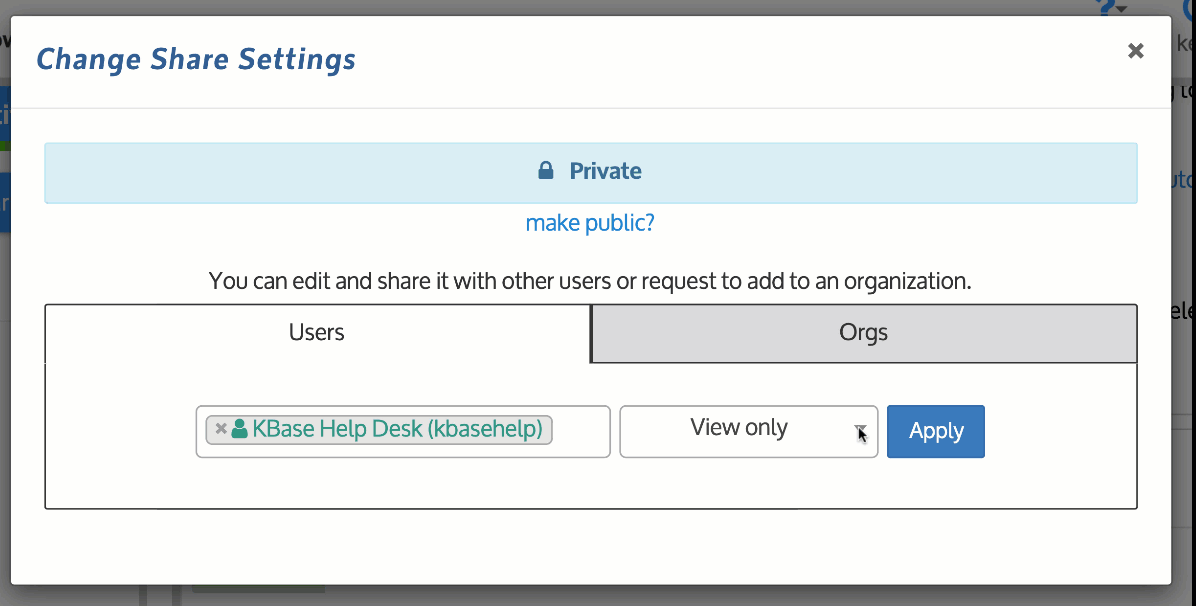 Change Share Settings
Private
make public?
You can edit and share it with other users or request to add to an organization.
Users
Orgs
KBase Help Desk (kbasehelp)
View only
Apply